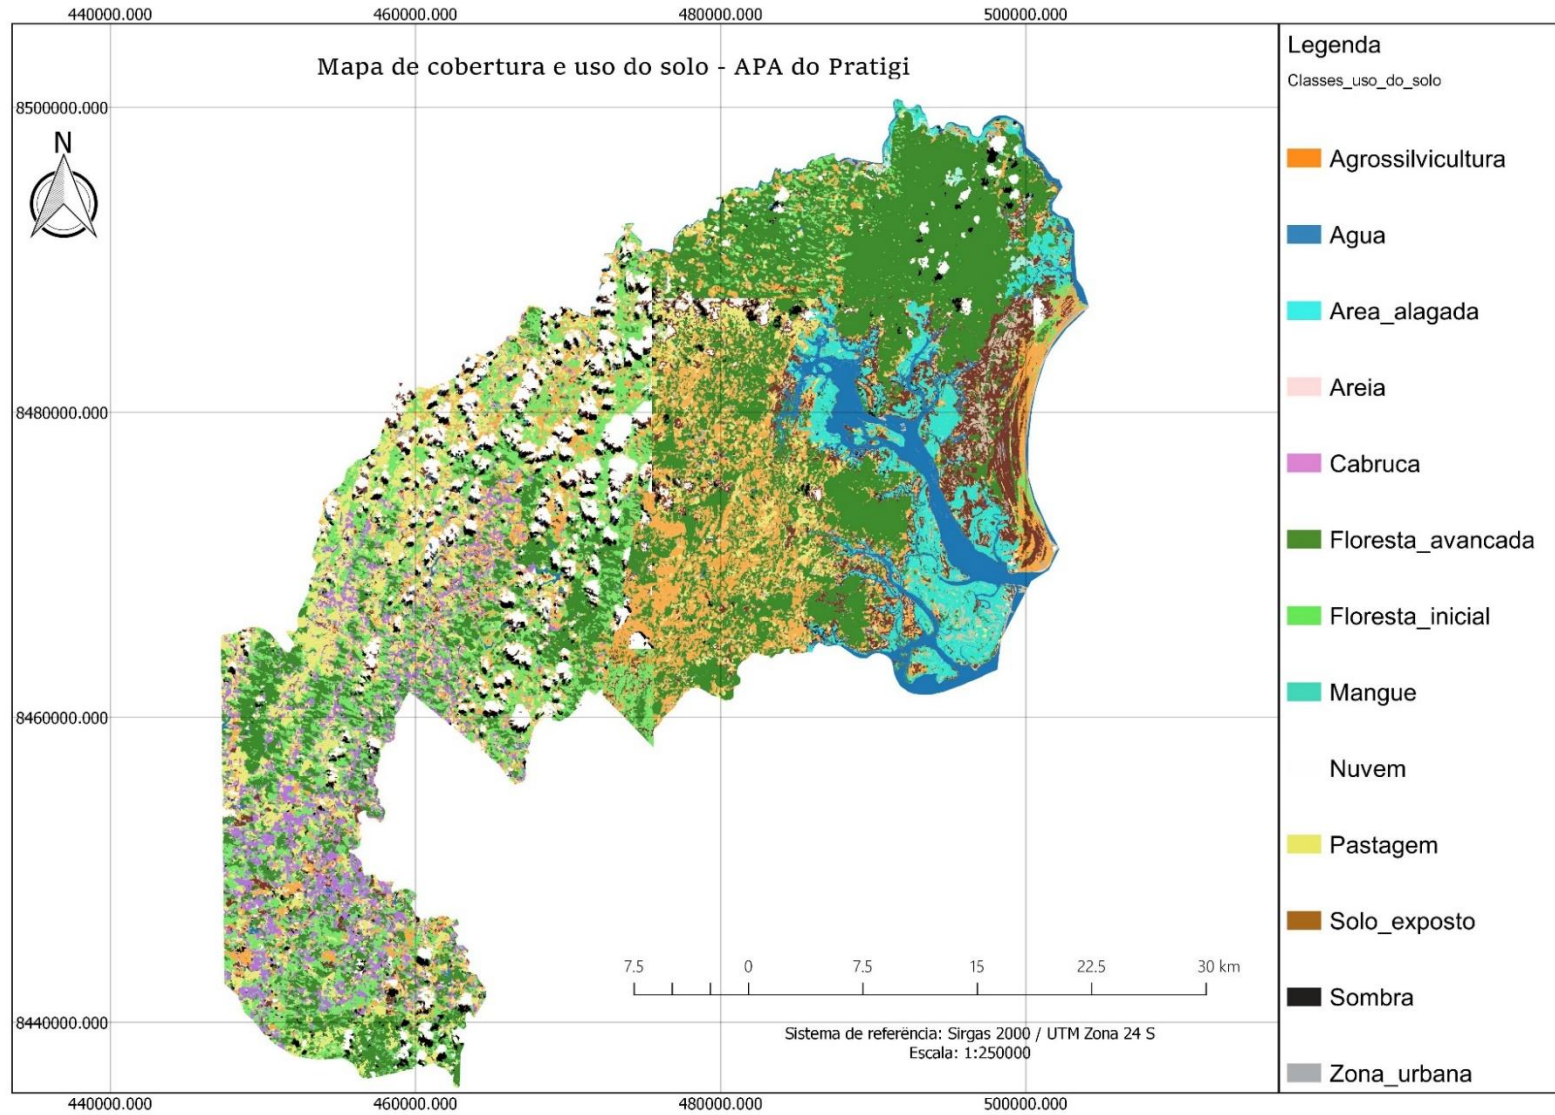 440000.000 460000.000 480000.000 500000.000
Mapa de cobertura e uso do solo - APA do Pratigi
8500000.000
N
8480000.000
8460000.000
8440000.000
7.5 0 7.5 15 22.5 30 km
Sistema de referência: Sirgas 2000 / UTM Zona 24 S
Escala: 1:250000
440000.000 460000.000 480000.000 500000.000
Legenda
Classes_uso_do_solo
Agrossilvicultura
Agua
Area_alagada
Areia
Cabruca
Floresta_avancada
Floresta_inicial
Mangue
Nuvem
Pastagem
Solo_exposto
Sombra
Zona_urbana